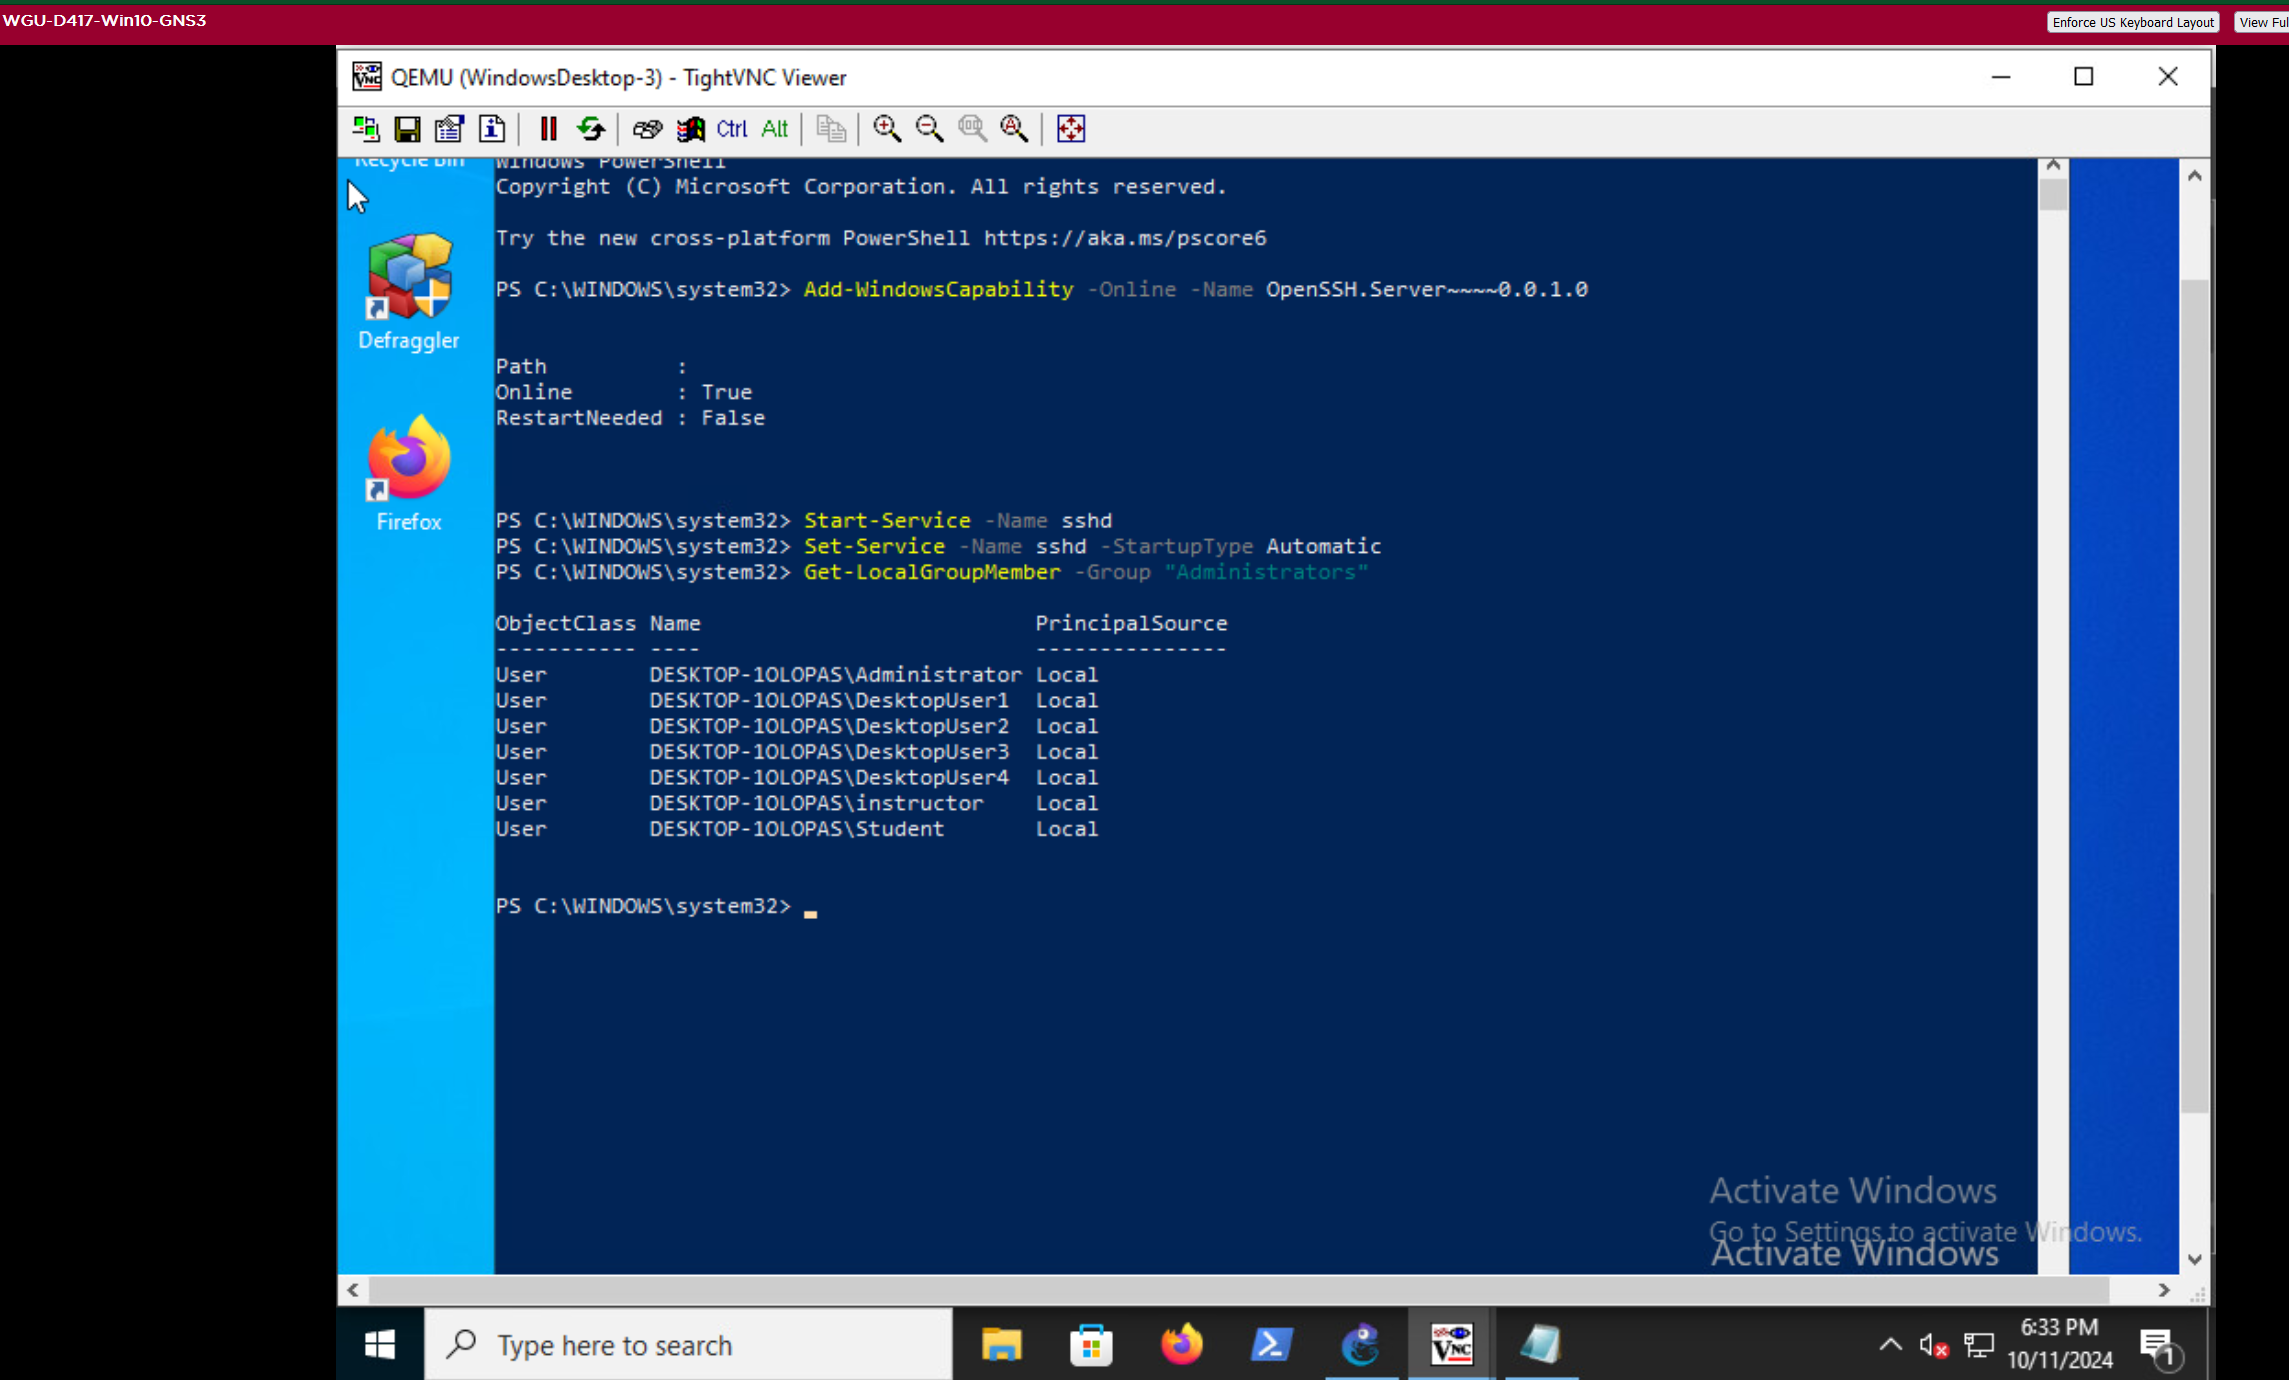 WGU-D417-Win10-GNS3
Enforce US Keyboard Layout
View Ful
QEMU (WindowsDesktop-3) - TightVNC Viewer
Ctrl Alt
Recycle Bin
Windows PowerShell
Copyright (C) Microsoft Corporation. All rights reserved.
Try the new cross-platform PowerShell https://aka.ms/pscore6
PS C:\WINDOWS\system32> Add-WindowsCapability -Online -Name OpenSSH.Server~~~~0.0.1.0
Defraggler
Path          :
Online        : True
RestartNeeded : False
Firefox
PS C:\WINDOWS\system32> Start-Service -Name sshd
PS C:\WINDOWS\system32> Set-Service -Name sshd -StartupType Automatic
PS C:\WINDOWS\system32> Get-LocalGroupMember -Group "Administrators"
ObjectClass Name                          PrincipalSource
----------- ----                          ---------------
User        DESKTOP-1OLOPAS\Administrator Local
User        DESKTOP-1OLOPAS\DesktopUser1  Local
User        DESKTOP-1OLOPAS\DesktopUser2  Local
User        DESKTOP-1OLOPAS\DesktopUser3  Local
User        DESKTOP-1OLOPAS\DesktopUser4  Local
User        DESKTOP-1OLOPAS\instructor    Local
User        DESKTOP-1OLOPAS\Student       Local
PS C:\WINDOWS\system32>
Activate Windows
Go to Settings to activate Windows.
Activate Windows
Type here to search
VNC
6:33 PM
10/11/2024
1